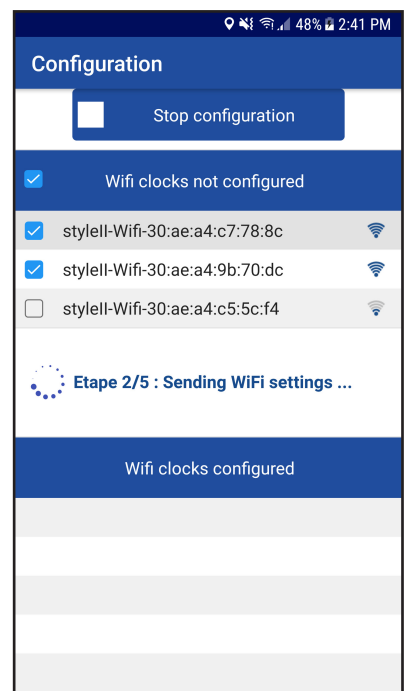 48% 2:41 PM
Configuration
Stop configuration
Wifi clocks not configured
styleII-Wifi-30:ae:a4:c7:78:8c
styleII-Wifi-30:ae:a4:9b:70:dc
styleII-Wifi-30:ae:a4:c5:5c:f4
Etape 2/5 : Sending WiFi settings ...
Wifi clocks configured